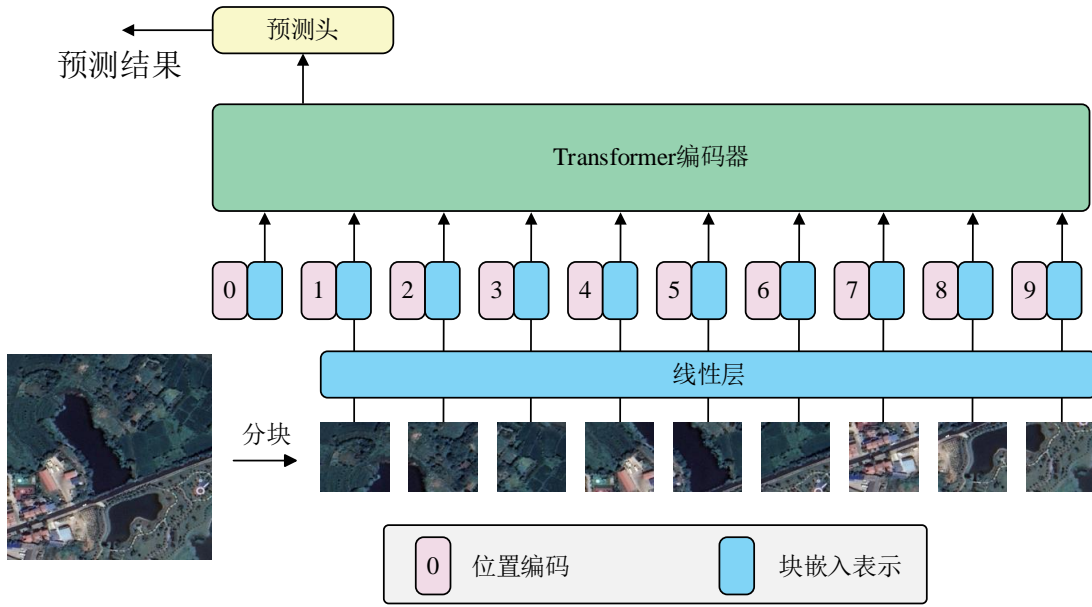 预测头
预测结果
Transformer编码器
0 1 2 3 4 5 6 7 8 9
线性层
分块
0 位置编码 块嵌入表示